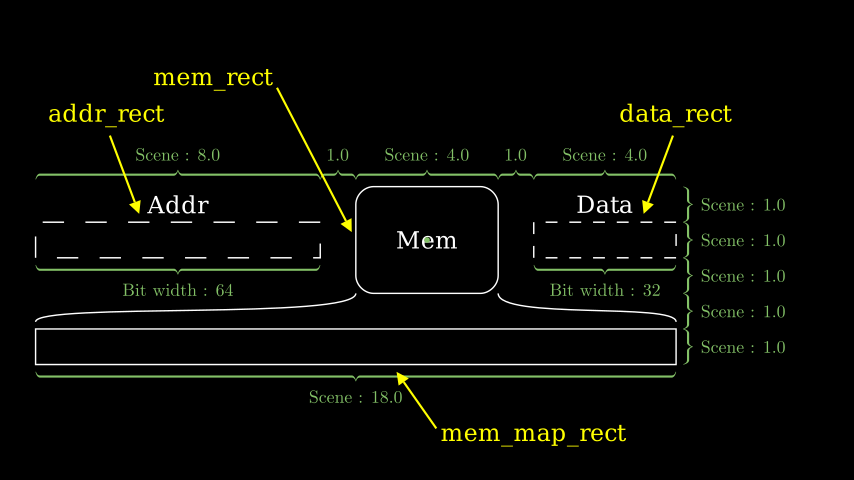 mem_rect
addr_rect
data_rect
Scene : 8.0
1.0
Scene : 4.0
1.0
Scene : 4.0
Addr
Data
Scene : 1.0
Mem
Scene : 1.0
Scene : 1.0
Bit width : 64
Bit width : 32
Scene : 1.0
Scene : 1.0
Scene : 18.0
mem_map_rect